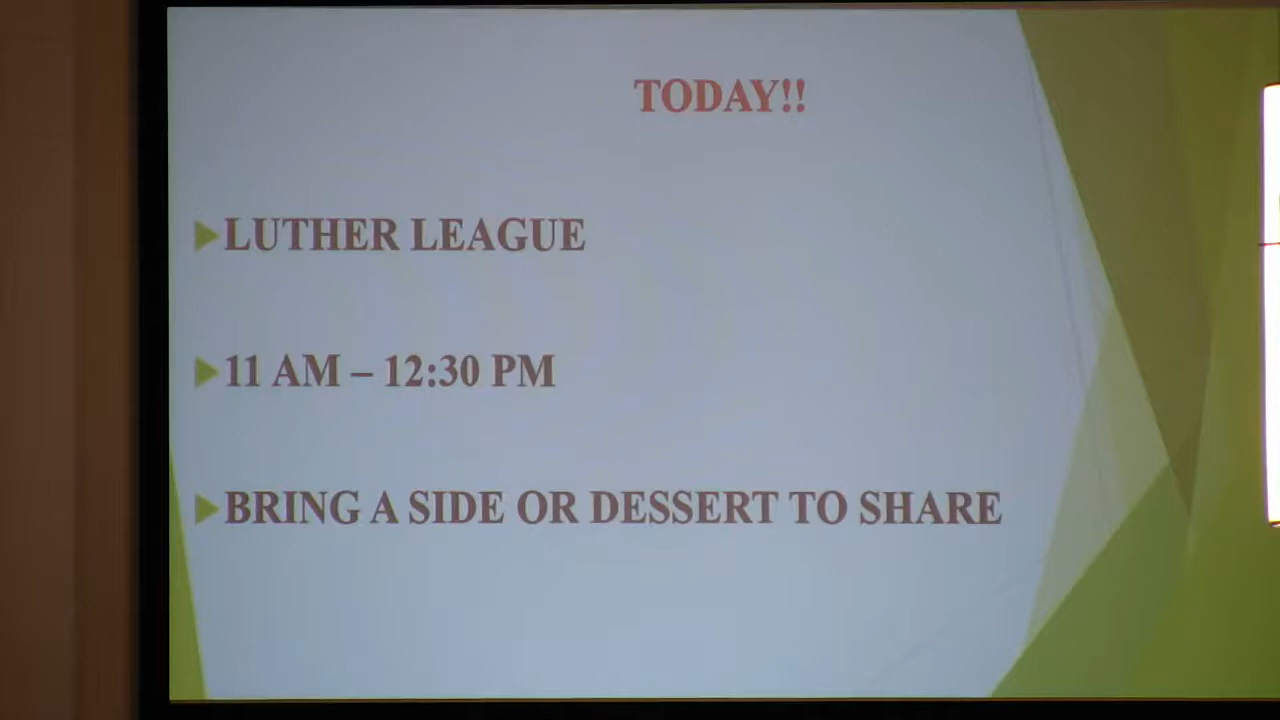 TODAY!!
LUTHER LEAGUE
11 AM – 12:30 PM
BRING A SIDE OR DESSERT TO SHARE